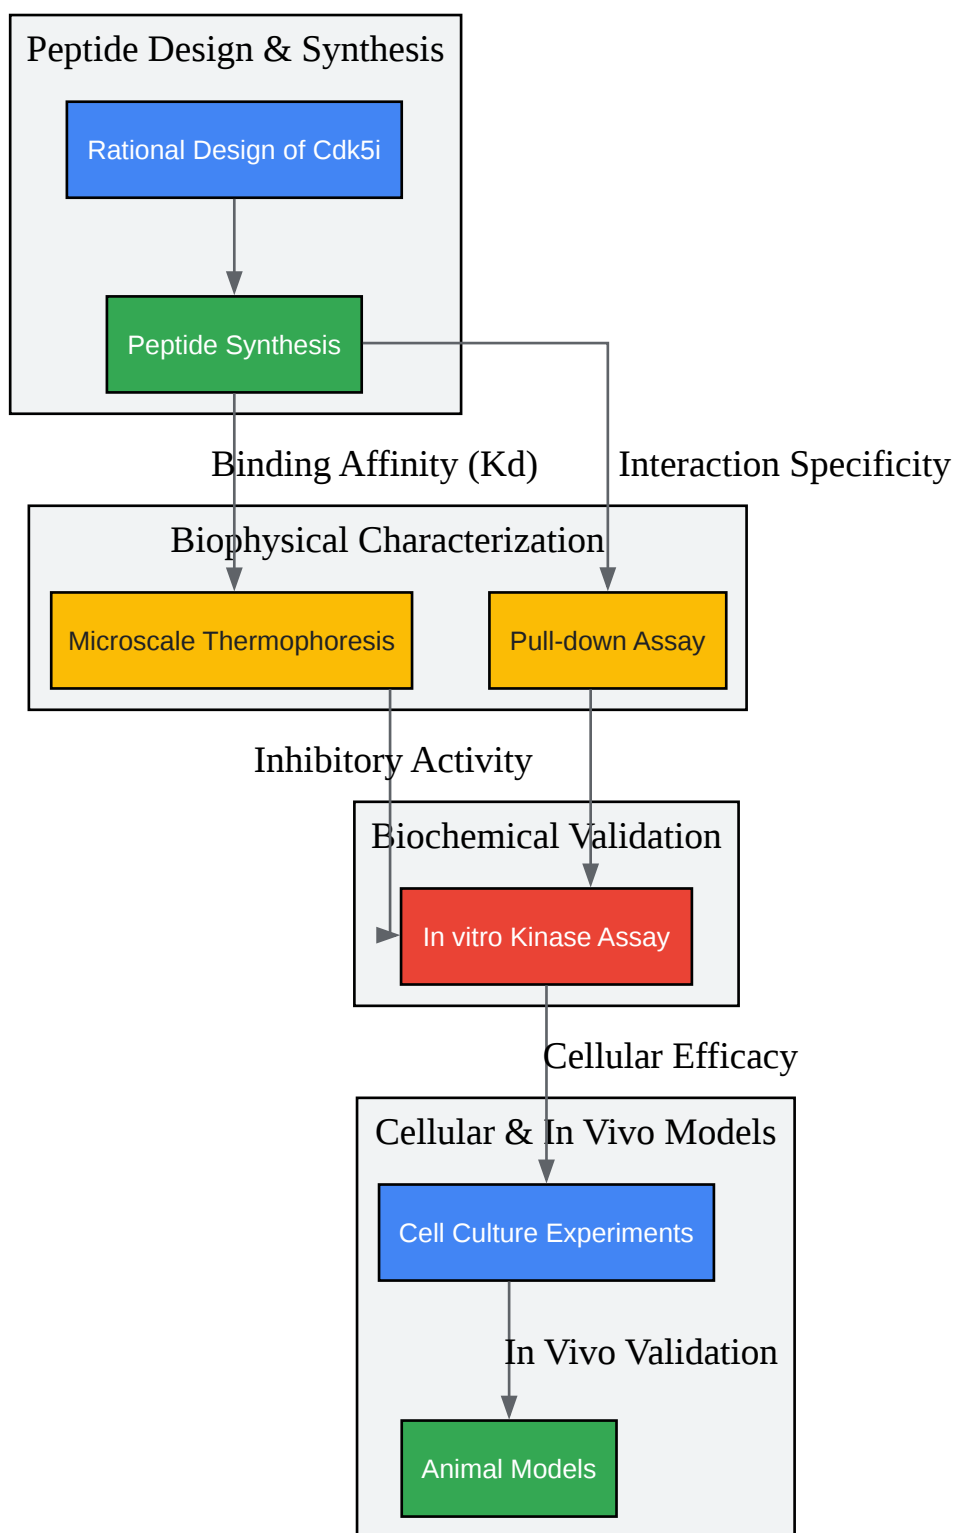 Peptide Design & Synthesis
Rational Design of Cdk5i
Peptide Synthesis
Binding Affinity (Kd)
Interaction Specificity
Biophysical Characterization
Microscale Thermophoresis
Pull-down Assay
Inhibitory Activity
Biochemical Validation
In vitro Kinase Assay
Cellular Efficacy
Cellular & In Vivo Models
Cell Culture Experiments
In Vivo Validation
Animal Models